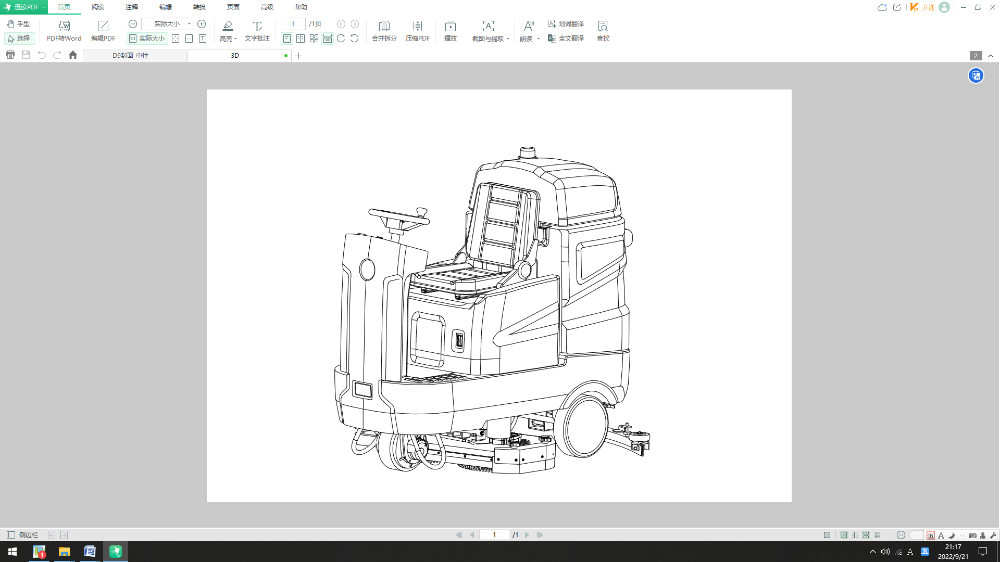 迅读PDF
首页
阅读
注释
编辑
转换
页面
高级
帮助
VIP 开通
手型
选择
PDF转Word
编辑PDF
实际大小
1:1 实际大小
高亮
文字批注
1 /1页
合并拆分
压缩PDF
播放
截图与提取
朗读
划词翻译
全文翻译
查找
D9封面_中性
3D
2
侧边栏
1 /1
五 A
A 五
21:17
2022/9/21